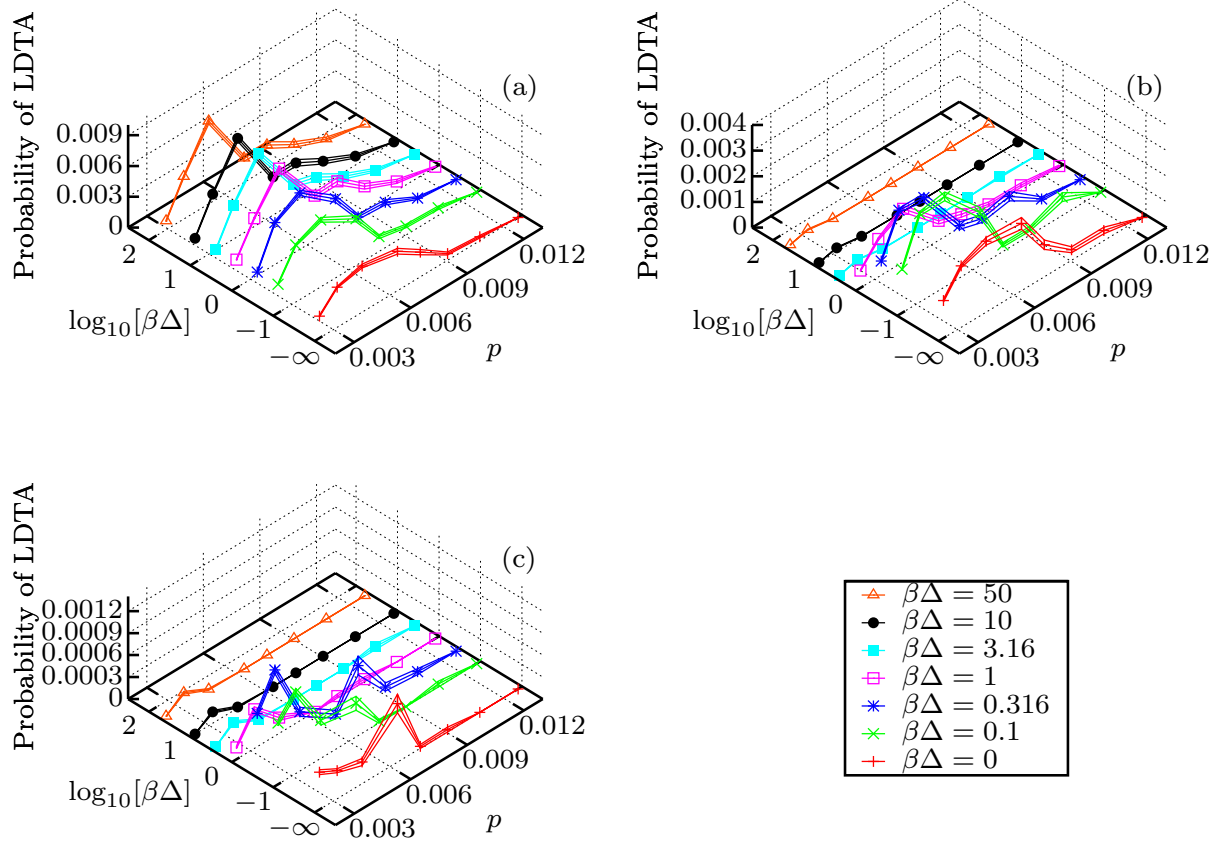 Probability of LDTA
(a)
0.009
0.006
0.003
0
2
1
0
−1
−∞
log₁₀[βΔ]
0.003
0.006
0.009
0.012
p
Probability of LDTA
(b)
0.004
0.003
0.002
0.001
0
2
1
0
−1
−∞
log₁₀[βΔ]
0.003
0.006
0.009
0.012
p
Probability of LDTA
(c)
0.0012
0.0009
0.0006
0.0003
0
2
1
0
−1
−∞
log₁₀[βΔ]
0.003
0.006
0.009
0.012
p
βΔ = 50
βΔ = 10
βΔ = 3.16
βΔ = 1
βΔ = 0.316
βΔ = 0.1
βΔ = 0